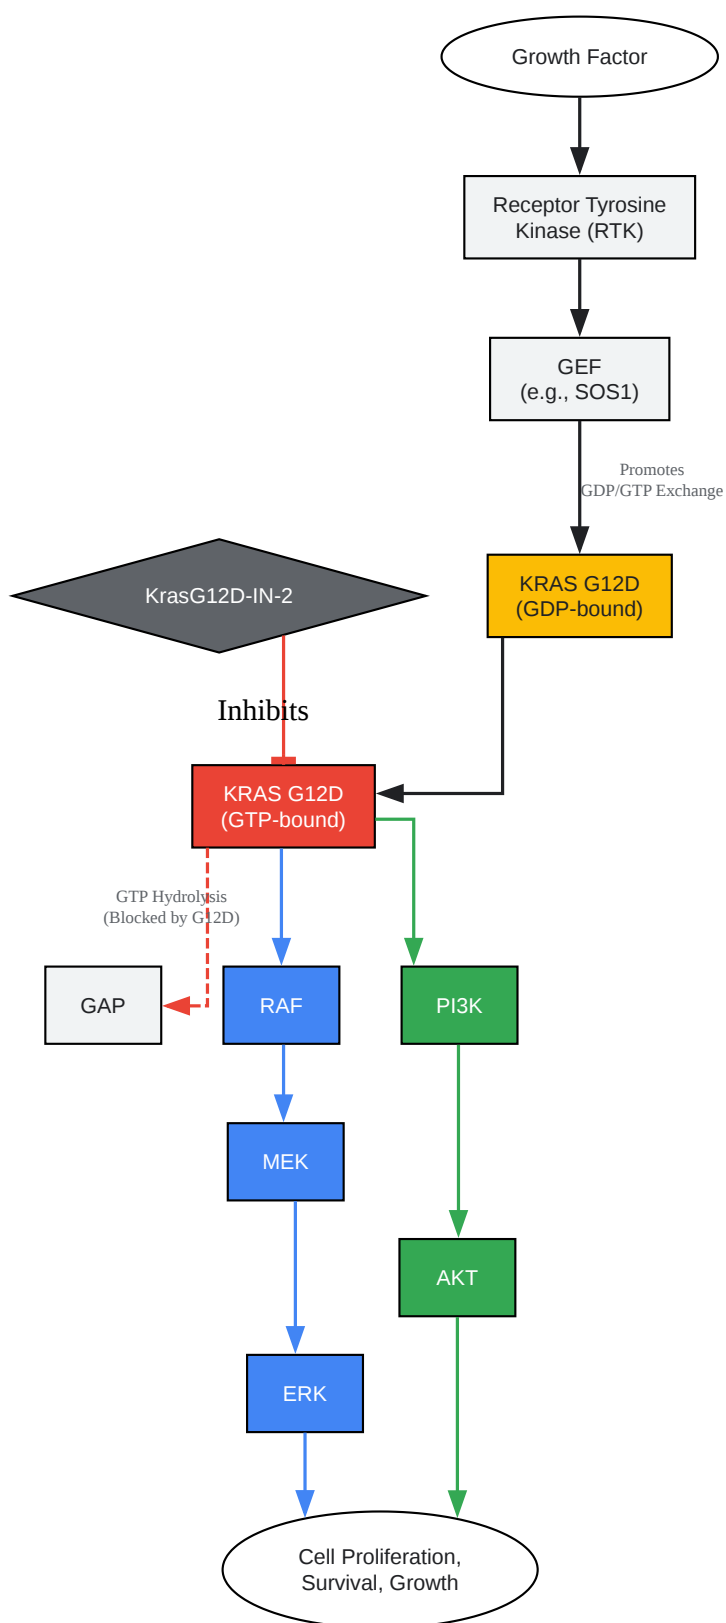 Growth Factor
Receptor Tyrosine
Kinase (RTK)
GEF
(e.g., SOS1)
Promotes
GDP/GTP Exchange
KrasG12D-IN-2
KRAS G12D
(GDP-bound)
Inhibits
KRAS G12D
(GTP-bound)
GTP Hydrolysis
(Blocked by G12D)
GAP
RAF
PI3K
MEK
AKT
ERK
Cell Proliferation,
Survival, Growth